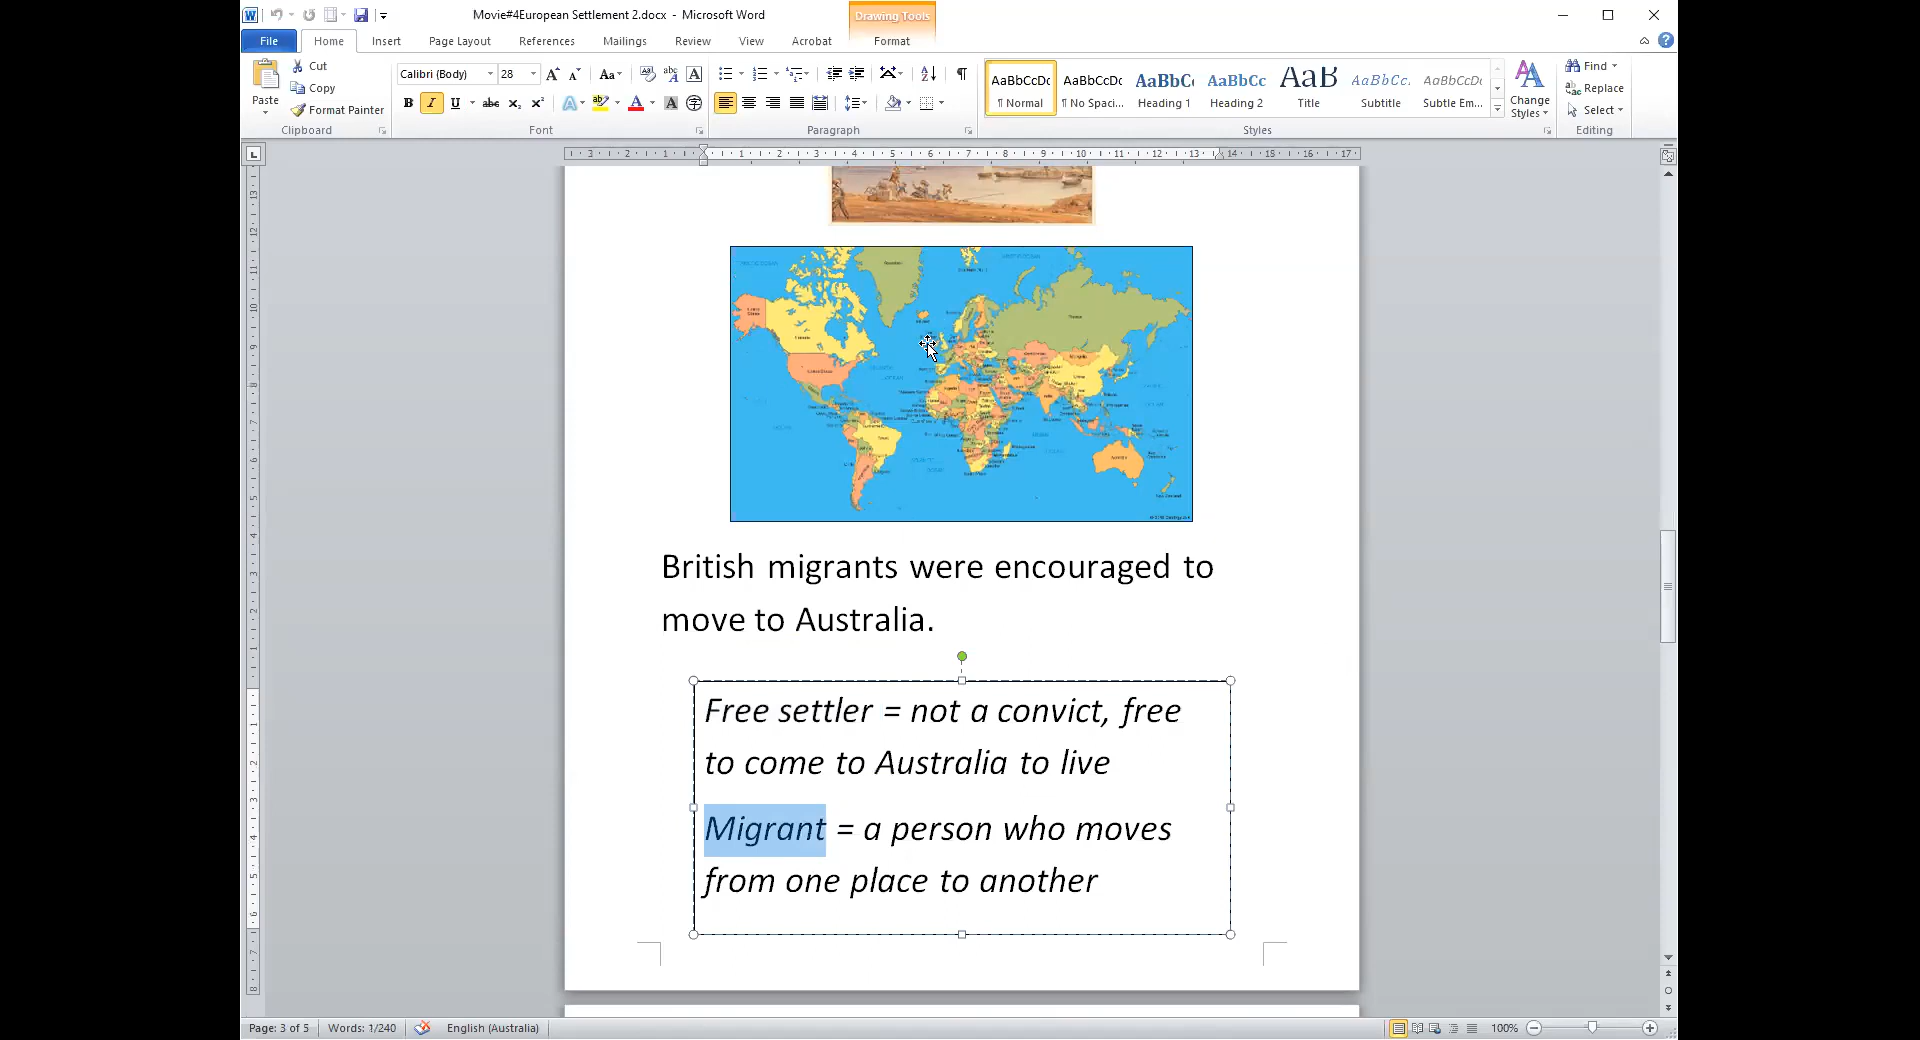 Movie#4European Settlement 2.docx - Microsoft Word
Drawing Tools
File Home Insert Page Layout References Mailings Review View Acrobat Format
Paste
Cut
Copy
Format Painter
Clipboard
Calibri (Body) 28
Font
Paragraph
AaBbCcDc AaBbCcDc AaBbC AaBbCc AaB AaBbCc. AaBbCcDc
¶ Normal ¶ No Spaci... Heading 1 Heading 2 Title Subtitle Subtle Em...
Change Styles
Styles
Find
Replace
Select
Editing
British migrants were encouraged to
move to Australia.
Free settler = not a convict, free
to come to Australia to live
Migrant = a person who moves
from one place to another
Page: 3 of 5 Words: 1/240 English (Australia) 100%